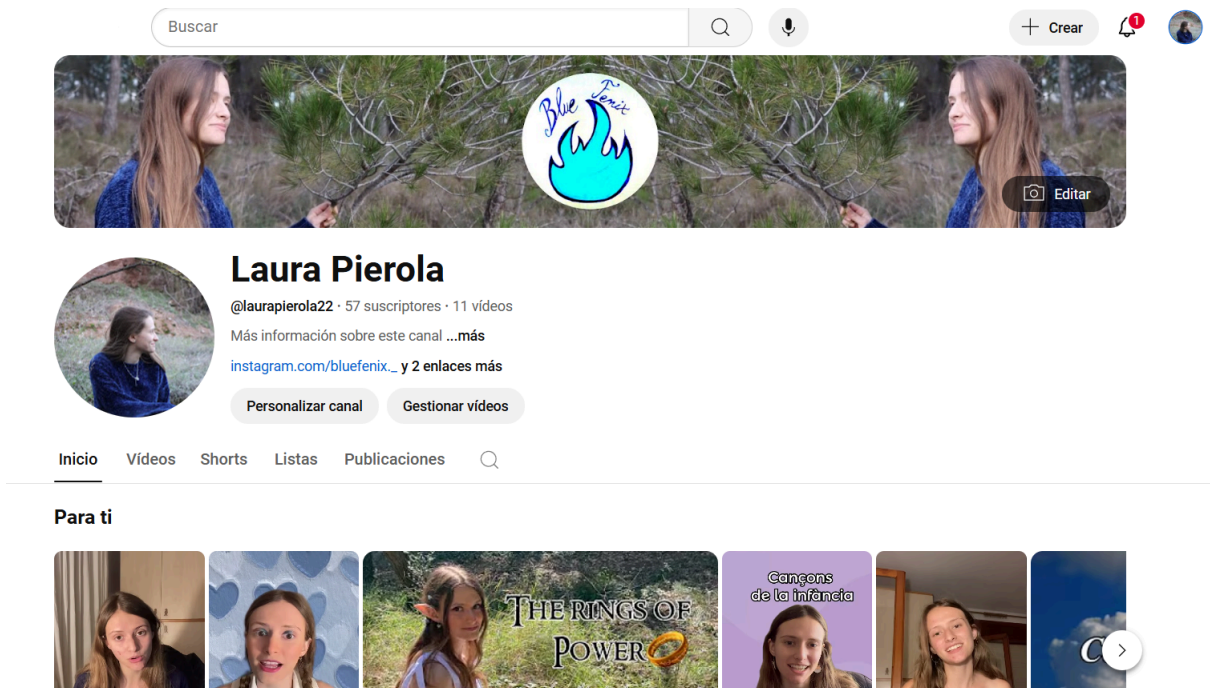 Buscar
Crear
1
Blue Fenix
Editar
Laura Pierola
@laurapierola22 · 57 suscriptores · 11 vídeos
Más información sobre este canal ...más
instagram.com/bluefenix._ y 2 enlaces más
Personalizar canal Gestionar vídeos
Inicio Vídeos Shorts Listas Publicaciones
Para ti
THE RINGS OF
POWER
Cançons
de la infància